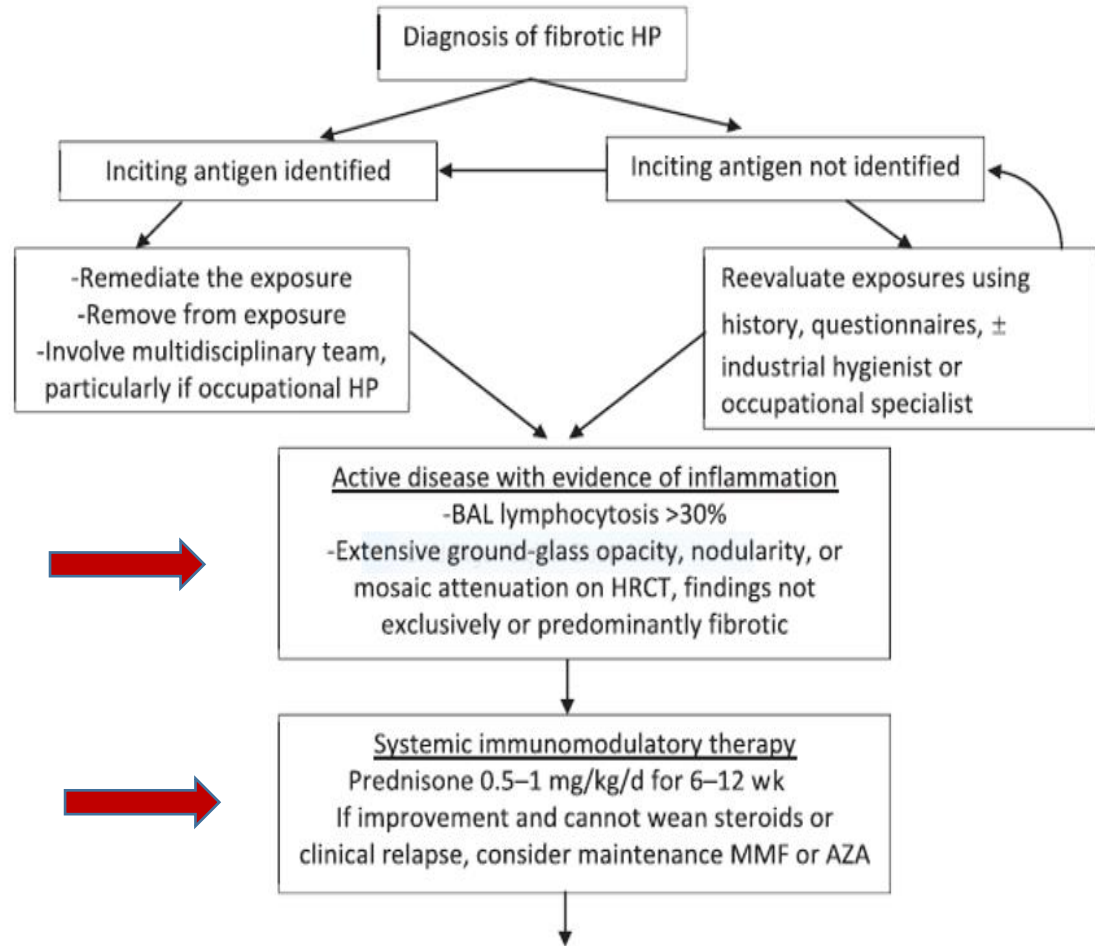 Diagnosis of fibrotic HP
Inciting antigen identified
Inciting antigen not identified
-Remediate the exposure
-Remove from exposure
-Involve multidisciplinary team,
particularly if occupational HP
Reevaluate exposures using
history, questionnaires, ±
industrial hygienist or
occupational specialist
Active disease with evidence of inflammation
-BAL lymphocytosis >30%
-Extensive ground-glass opacity, nodularity, or
mosaic attenuation on HRCT, findings not
exclusively or predominantly fibrotic
Systemic immunomodulatory therapy
Prednisone 0.5–1 mg/kg/d for 6–12 wk
If improvement and cannot wean steroids or
clinical relapse, consider maintenance MMF or AZA